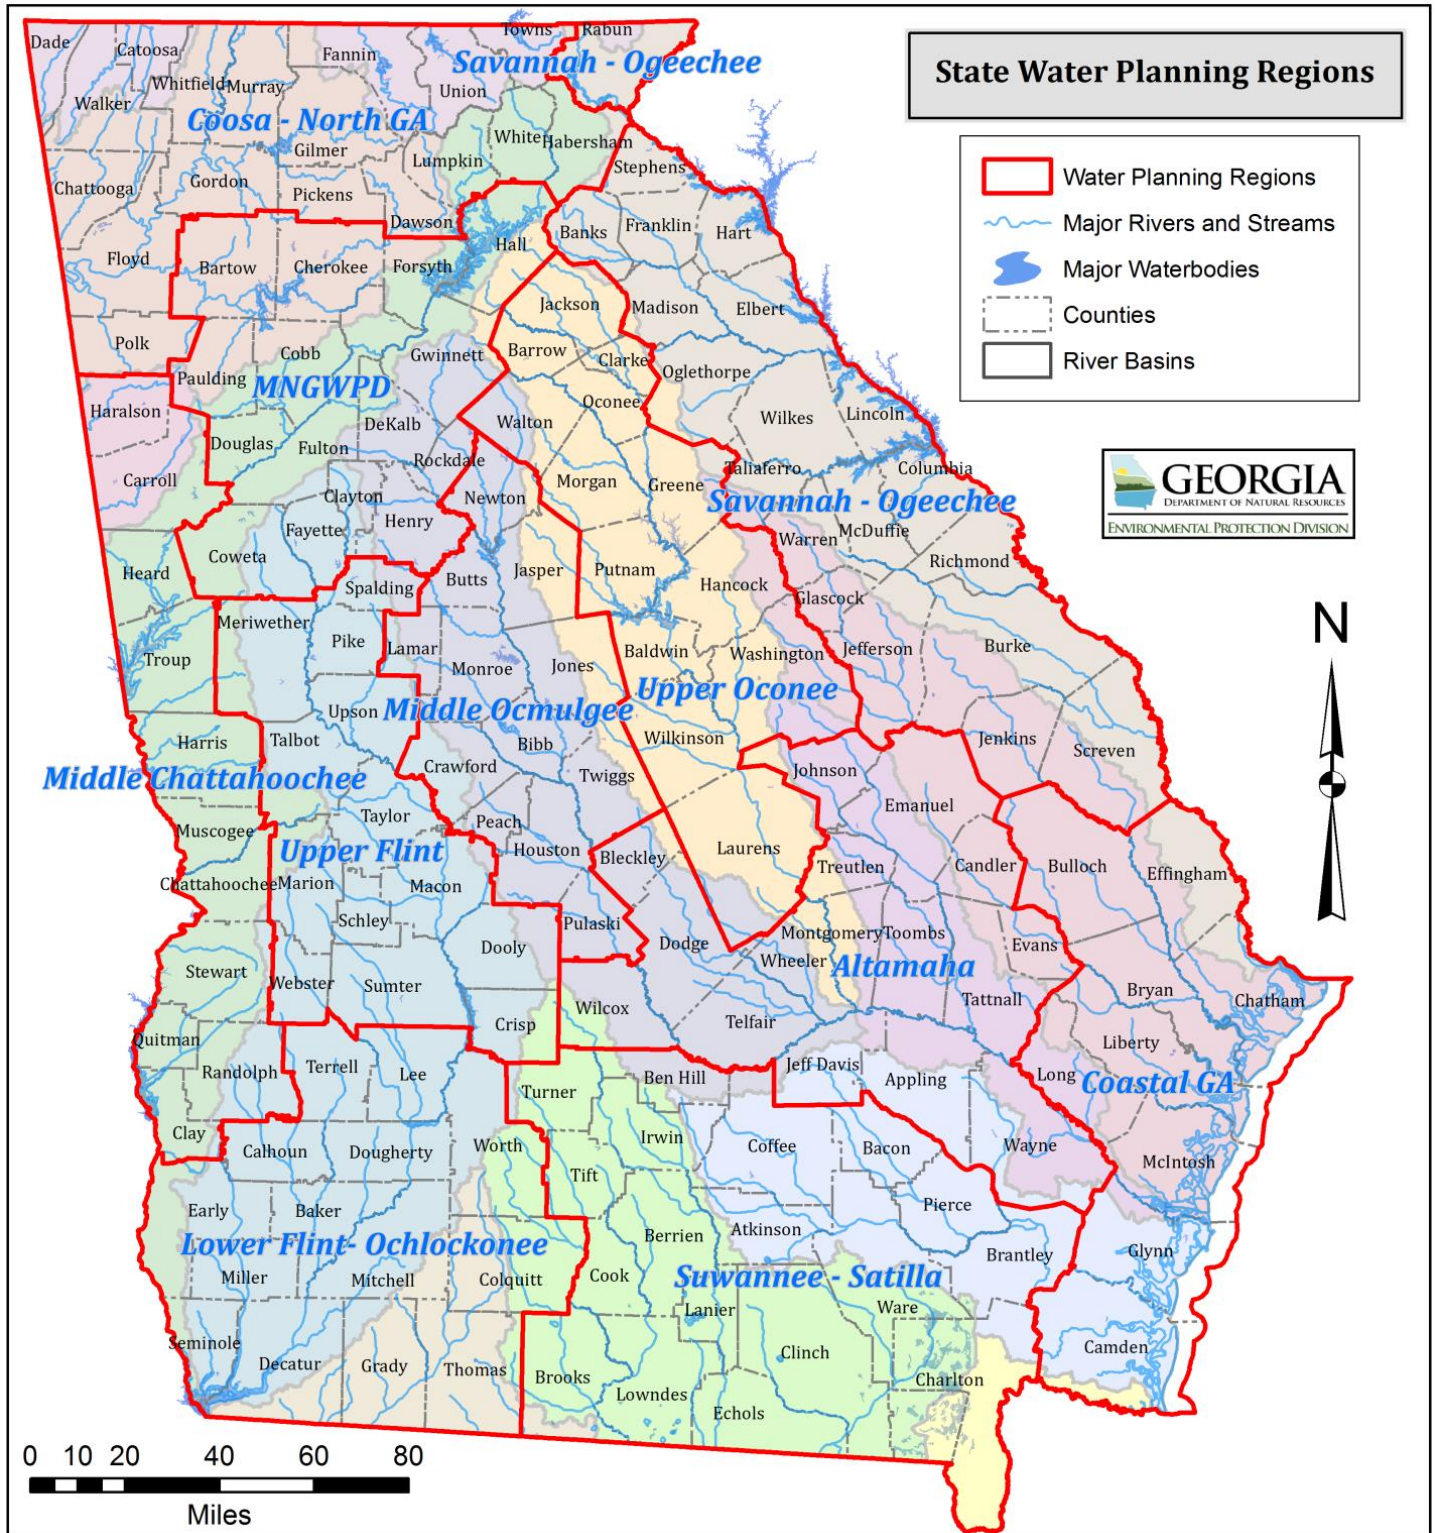 State Water Planning Regions
Water Planning Regions
Major Rivers and Streams
Major Waterbodies
Counties
River Basins
GEORGIA
DEPARTMENT OF NATURAL RESOURCES
ENVIRONMENTAL PROTECTION DIVISION
N
Dade
Catoosa
Fannin
Towns
Rabun
Savannah - Ogeechee
Walker
Whitfield
Murray
Union
Coosa - North GA
Gilmer
White
Habersham
Lumpkin
Stephens
Chattooga
Gordon
Pickens
Dawson
Banks
Franklin
Hart
Hall
Floyd
Bartow
Cherokee
Forsyth
Jackson
Madison
Elbert
Polk
Cobb
Gwinnett
Barrow
Clarke
Oglethorpe
Paulding
MNGWPD
Haralson
Oconee
Wilkes
Lincoln
Douglas
Fulton
DeKalb
Walton
Carroll
Rockdale
Morgan
Greene
Taliaferro
Columbia
Clayton
Newton
Savannah - Ogeechee
Fayette
Henry
Warren
McDuffie
Coweta
Heard
Spalding
Butts
Jasper
Putnam
Hancock
Richmond
Glascock
Meriwether
Pike
Lamar
Monroe
Jones
Baldwin
Washington
Jefferson
Burke
Troup
Upson
Middle Ocmulgee
Upper Oconee
Harris
Talbot
Bibb
Wilkinson
Jenkins
Screven
Middle Chattahoochee
Crawford
Twiggs
Johnson
Emanuel
Muscogee
Taylor
Peach
Upper Flint
Houston
Bleckley
Laurens
Treutlen
Candler
Bulloch
Effingham
Chattahoochee
Marion
Macon
Schley
Pulaski
Dooly
Dodge
Montgomery
Toombs
Evans
Stewart
Webster
Sumter
Wheeler
Altamaha
Tattnall
Bryan
Chatham
Crisp
Wilcox
Telfair
Quitman
Randolph
Terrell
Lee
Turner
Ben Hill
Jeff Davis
Appling
Long
Liberty
Coastal GA
Clay
Calhoun
Dougherty
Worth
Irwin
Coffee
Bacon
Wayne
McIntosh
Tift
Early
Baker
Pierce
Lower Flint- Ochlockonee
Berrien
Atkinson
Brantley
Glynn
Miller
Mitchell
Colquitt
Cook
Suwannee - Satilla
Lanier
Ware
Seminole
Decatur
Grady
Thomas
Brooks
Lowndes
Clinch
Charlton
Camden
Echols
0 10 20 40 60 80
Miles